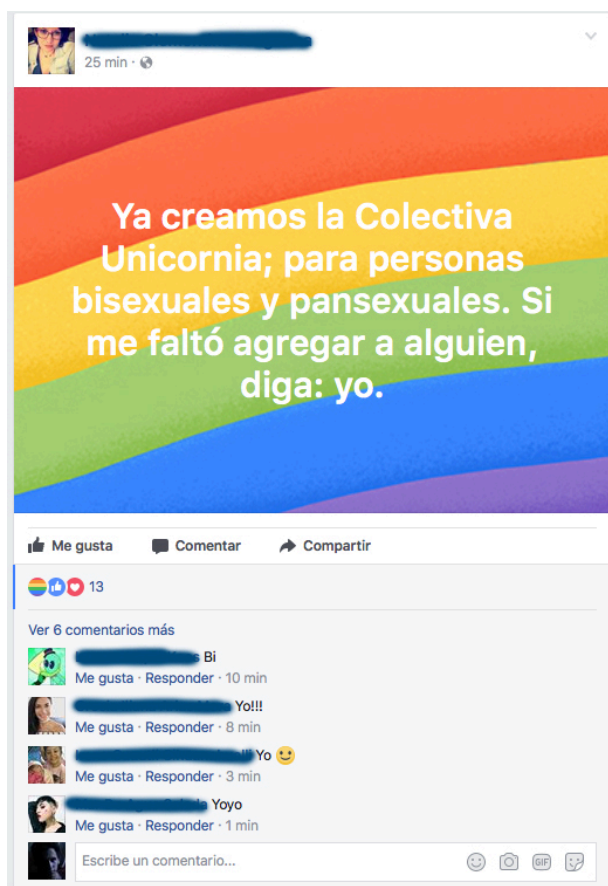 25 min ·
Ya creamos la Colectiva
Unicornia; para personas
bisexuales y pansexuales. Si
me faltó agregar a alguien,
diga: yo.
Me gusta Comentar Compartir
13
Ver 6 comentarios más
Bi
Me gusta · Responder · 10 min
Yo!!!
Me gusta · Responder · 8 min
Yo 🙂
Me gusta · Responder · 3 min
Yoyo
Me gusta · Responder · 1 min
Escribe un comentario...
GIF